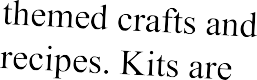 themed crafts and
recipes. Kits are